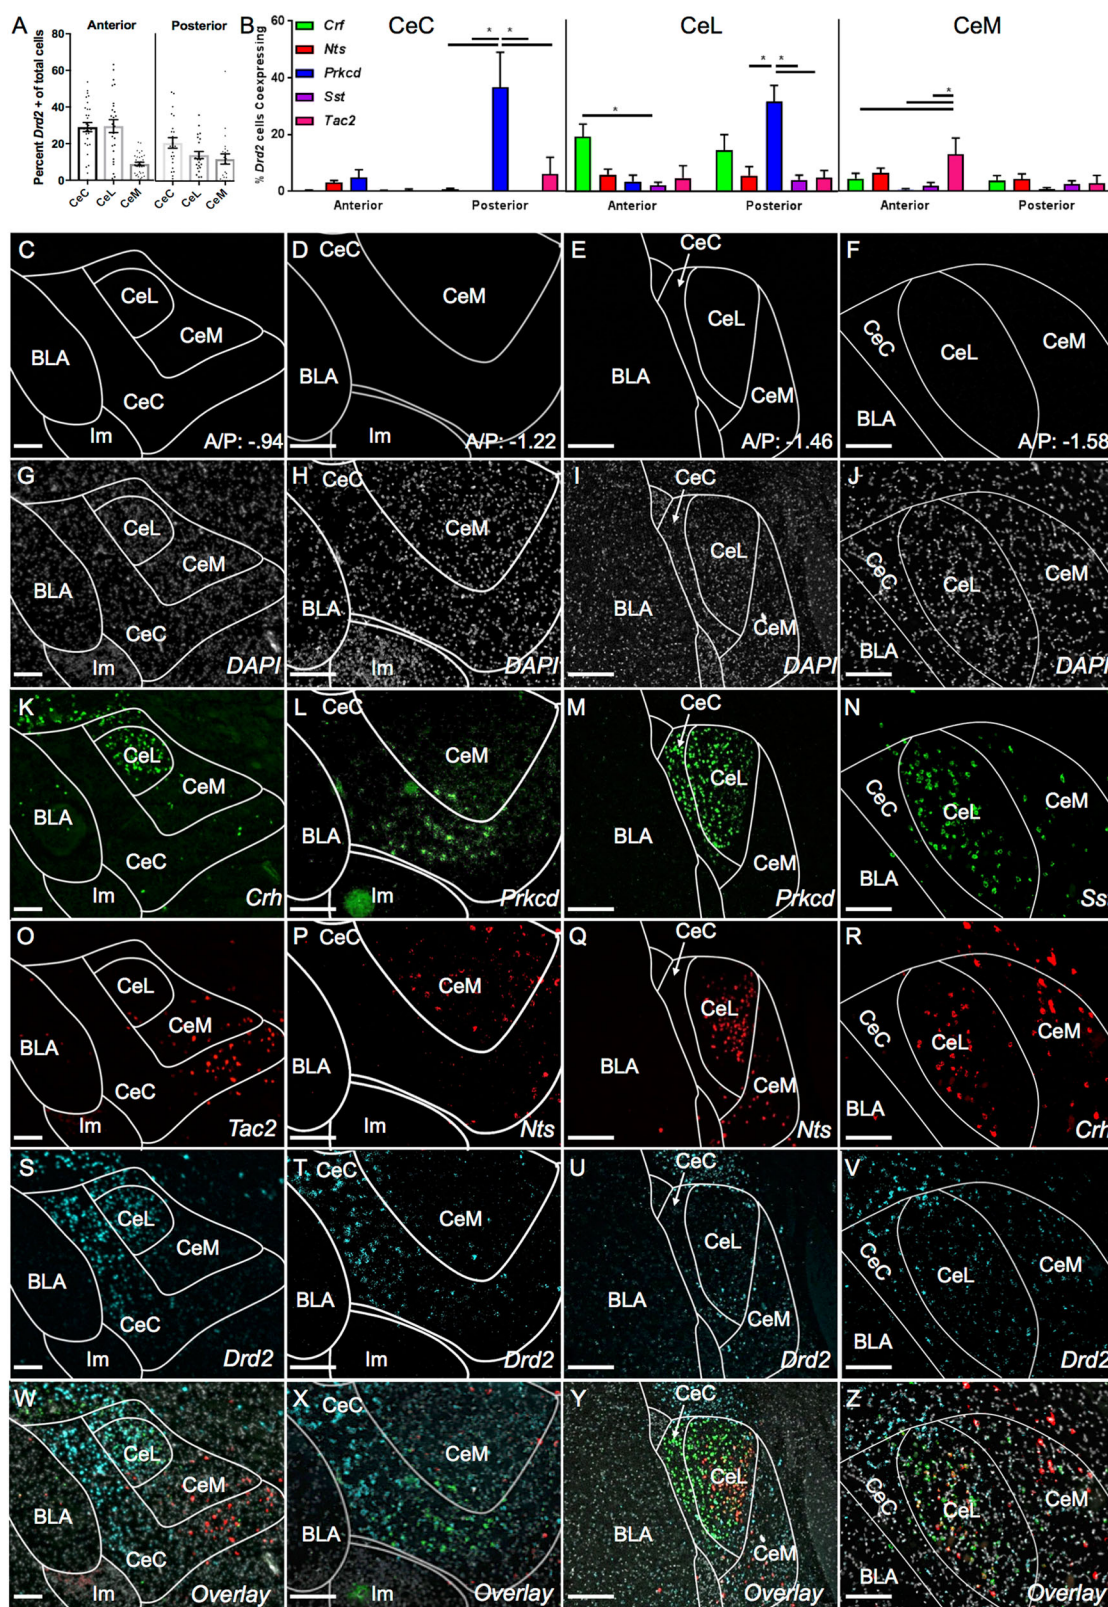 A
Anterior
Posterior
Percent Drd2 + of total cells
80
60
40
20
0
CeC
CeL
CeM
CeC
CeL
CeM
B
CeC
CeL
CeM
% Drd2 cells Coexpressing
60
40
20
0
Crf
Nts
Prkcd
Sst
Tac2
* * *
*
* * *
*
Anterior
Posterior
Anterior
Posterior
Anterior
Posterior
C
CeL
CeM
BLA
CeC
Im
A/P: -.94
D
CeC
CeM
BLA
Im
A/P: -1.22
E
CeC
CeL
BLA
CeM
A/P: -1.46
F
CeM
CeC
CeL
BLA
A/P: -1.58
G
CeL
CeM
BLA
CeC
Im
DAPI
H
CeC
CeM
BLA
Im
DAPI
I
CeC
CeL
BLA
CeM
DAPI
J
CeM
CeC
CeL
BLA
DAPI
K
CeL
CeM
BLA
CeC
Im
Crh
L
CeC
CeM
BLA
Im
Prkcd
M
CeC
CeL
BLA
CeM
Prkcd
N
CeM
CeC
CeL
BLA
Sst
O
CeL
CeM
BLA
CeC
Im
Tac2
P
CeC
CeM
BLA
Im
Nts
Q
CeC
CeL
BLA
CeM
Nts
R
CeM
CeC
CeL
BLA
Crh
S
CeL
CeM
BLA
CeC
Im
Drd2
T
CeC
CeM
BLA
Im
Drd2
U
CeC
CeL
BLA
CeM
Drd2
V
CeM
CeC
CeL
BLA
Drd2
W
CeL
CeM
BLA
CeC
Im
Overlay
X
CeC
CeM
BLA
Im
Overlay
Y
CeC
CeL
BLA
CeM
Overlay
Z
CeM
CeC
CeL
BLA
Overlay